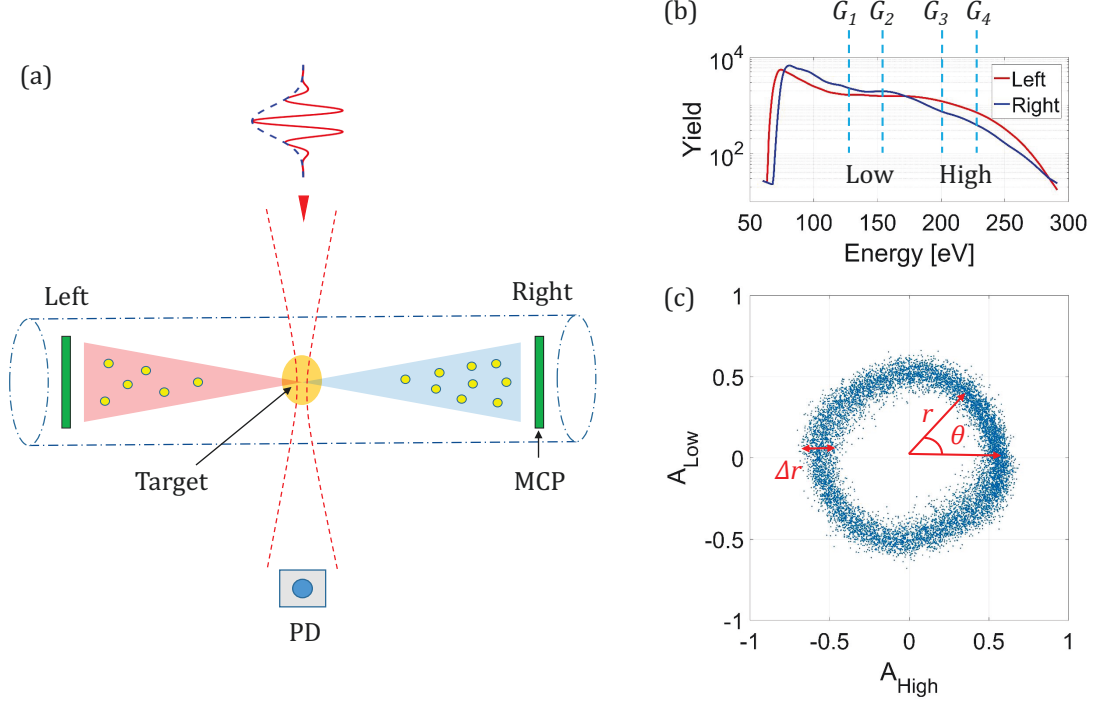 (a)
Left
Right
Target
MCP
PD
(b)
G1 G2 G3 G4
10^4
10^2
Yield
Left
Right
Low
High
50 100 150 200 250 300
Energy [eV]
(c)
1
0.5
0
-0.5
-1
A_Low
r
θ
Δr
-1 -0.5 0 0.5 1
A_High